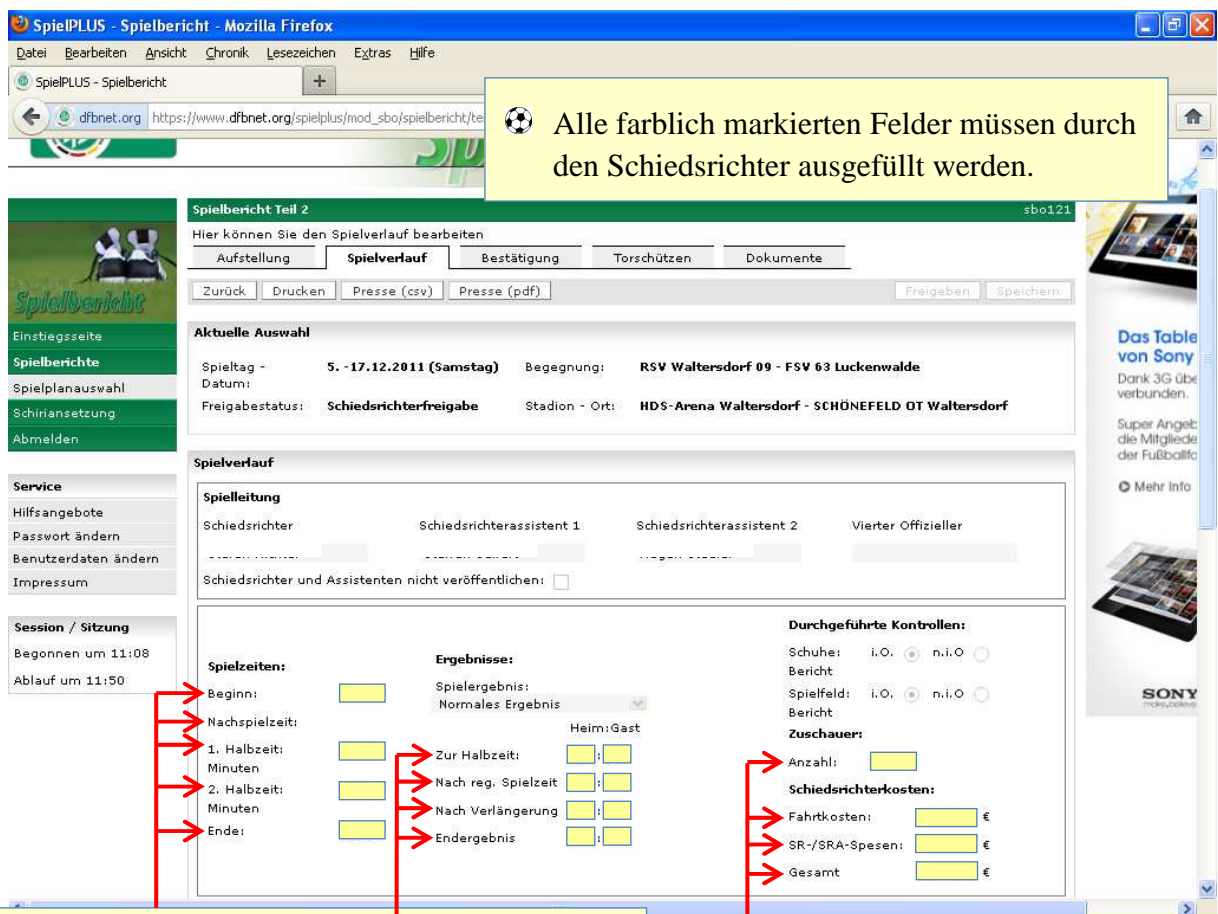 SpielPLUS - Spielbericht - Mozilla Firefox
Datei Bearbeiten Ansicht Chronik Lesezeichen Extras Hilfe
SpielPLUS - Spielbericht
dfbnet.org https://www.dfbnet.org/spielplus/mod_sbo/spielbericht/te
Alle farblich markierten Felder müssen durch
den Schiedsrichter ausgefüllt werden.
Spielbericht Teil 2 sbo121
Hier können Sie den Spielverlauf bearbeiten
Aufstellung Spielverlauf Bestätigung Torschützen Dokumente
Zurück Drucken Presse (csv) Presse (pdf) Freigeben Speichern
Spielbericht
Einstiegsseite
Spielberichte
Spielplanauswahl
Schiriansetzung
Abmelden
Service
Hilfsangebote
Passwort ändern
Benutzerdaten ändern
Impressum
Session / Sitzung
Begonnen um 11:08
Ablauf um 11:50
Aktuelle Auswahl
Spieltag - 5. -17.12.2011 (Samstag) Begegnung: RSV Waltersdorf 09 - FSV 63 Luckenwalde
Datum:
Freigabestatus: Schiedsrichterfreigabe Stadion - Ort: HDS-Arena Waltersdorf - SCHÖNEFELD OT Waltersdorf
Spielverlauf
Spielleitung
Schiedsrichter Schiedsrichterassistent 1 Schiedsrichterassistent 2 Vierter Offizieller
Schiedsrichter und Assistenten nicht veröffentlichen:
Spielzeiten:
Beginn:
Nachspielzeit:
1. Halbzeit:
Minuten
2. Halbzeit:
Minuten
Ende:
Ergebnisse:
Spielergebnis:
Normales Ergebnis
Heim:Gast
Zur Halbzeit: :
Nach reg. Spielzeit :
Nach Verlängerung :
Endergebnis :
Durchgeführte Kontrollen:
Schuhe: i.O. n.i.O
Bericht
Spielfeld: i.O. n.i.O
Bericht
Zuschauer:
Anzahl:
Schiedsrichterkosten:
Fahrtkosten: €
SR-/SRA-Spesen: €
Gesamt €
Das Table
von Sony
Dank 3G übe
verbunden.
Super Angeb
die Mitgliede
der Fußballfc
Mehr Info
SONY
make.believe